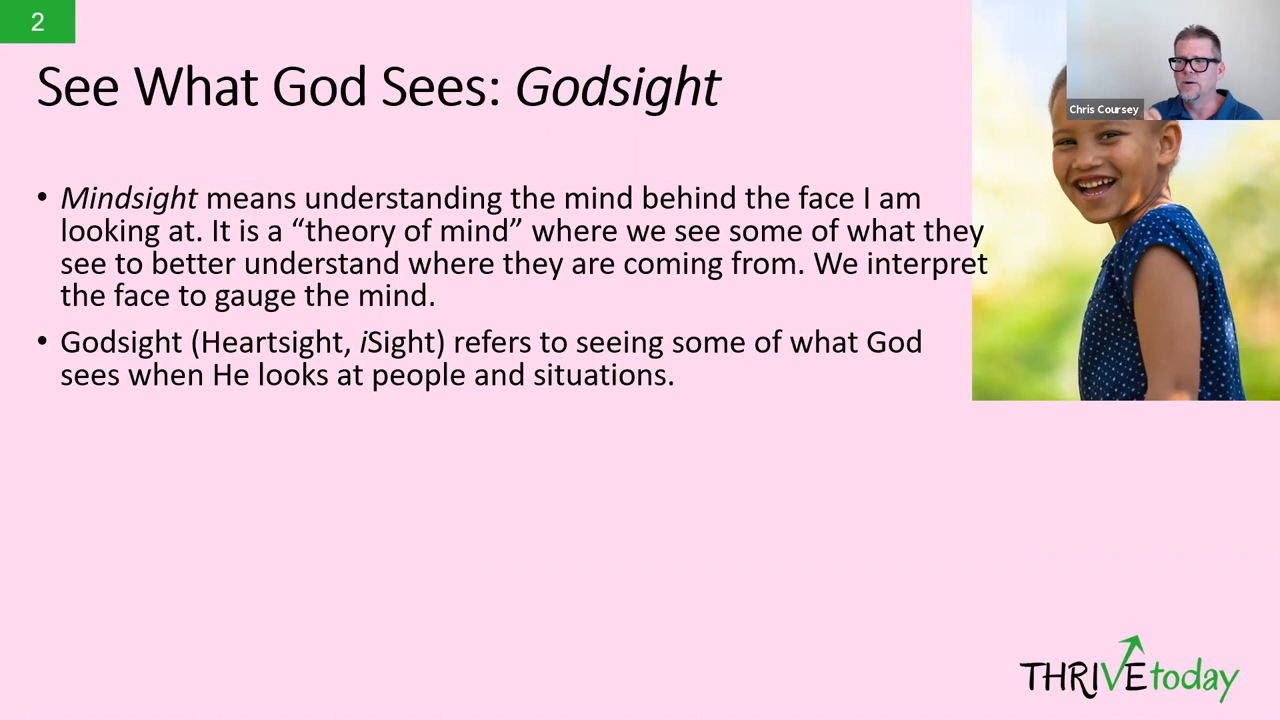 2
See What God Sees: Godsight
Chris Coursey
• Mindsight means understanding the mind behind the face I am
looking at. It is a “theory of mind” where we see some of what they
see to better understand where they are coming from. We interpret
the face to gauge the mind.
• Godsight (Heartsight, iSight) refers to seeing some of what God
sees when He looks at people and situations.
THRIVEtoday